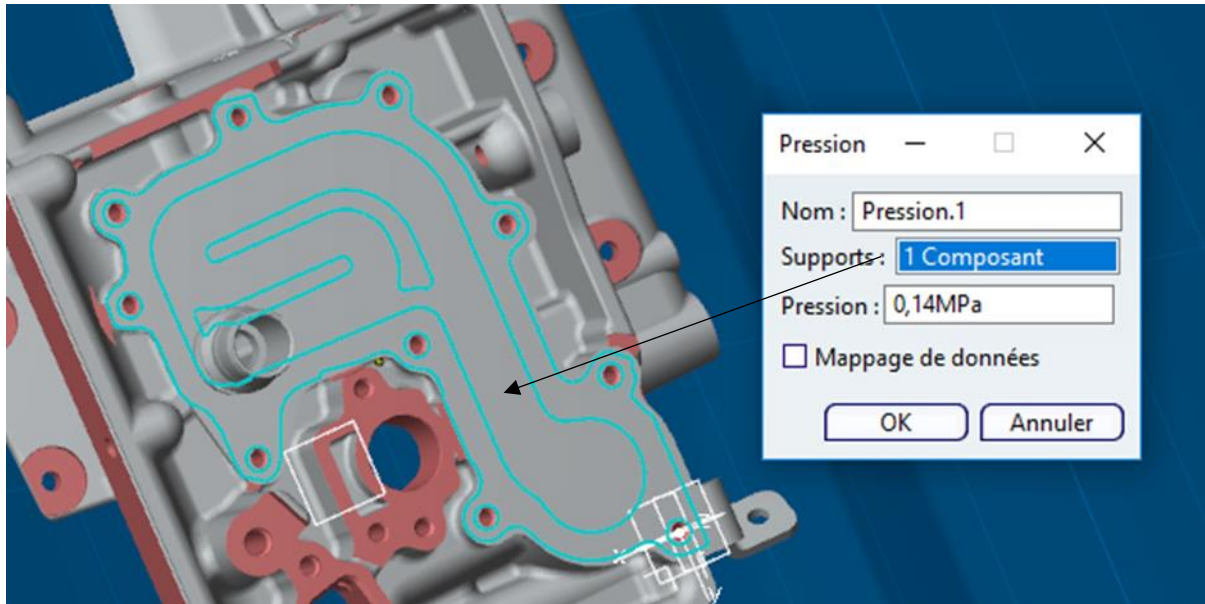 Pression
Nom : Pression.1
Supports : 1 Composant
Pression : 0,14MPa
Mappage de données
OK Annuler